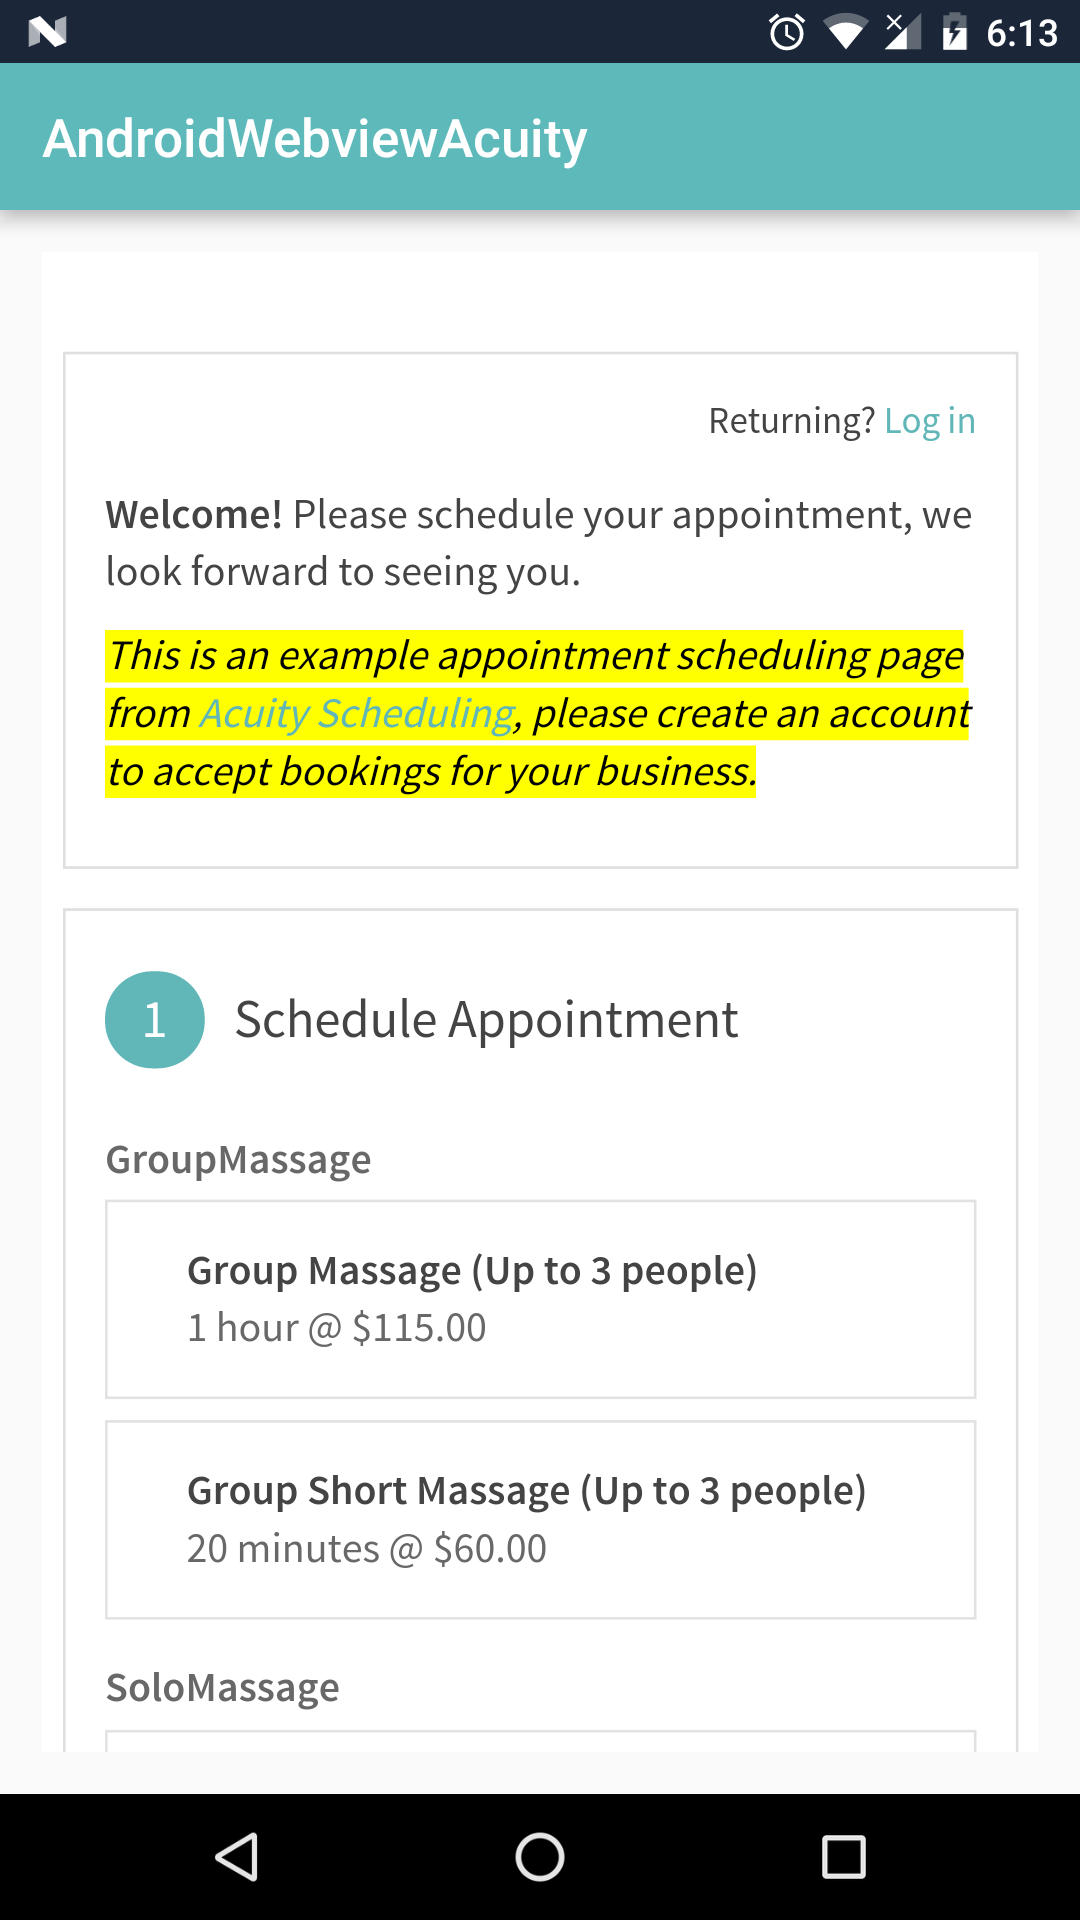 6:13
AndroidWebviewAcuity
Returning? Log in
Welcome! Please schedule your appointment, we
look forward to seeing you.
This is an example appointment scheduling page
from Acuity Scheduling, please create an account
to accept bookings for your business.
1 Schedule Appointment
GroupMassage
Group Massage (Up to 3 people)
1 hour @ $115.00
Group Short Massage (Up to 3 people)
20 minutes @ $60.00
SoloMassage